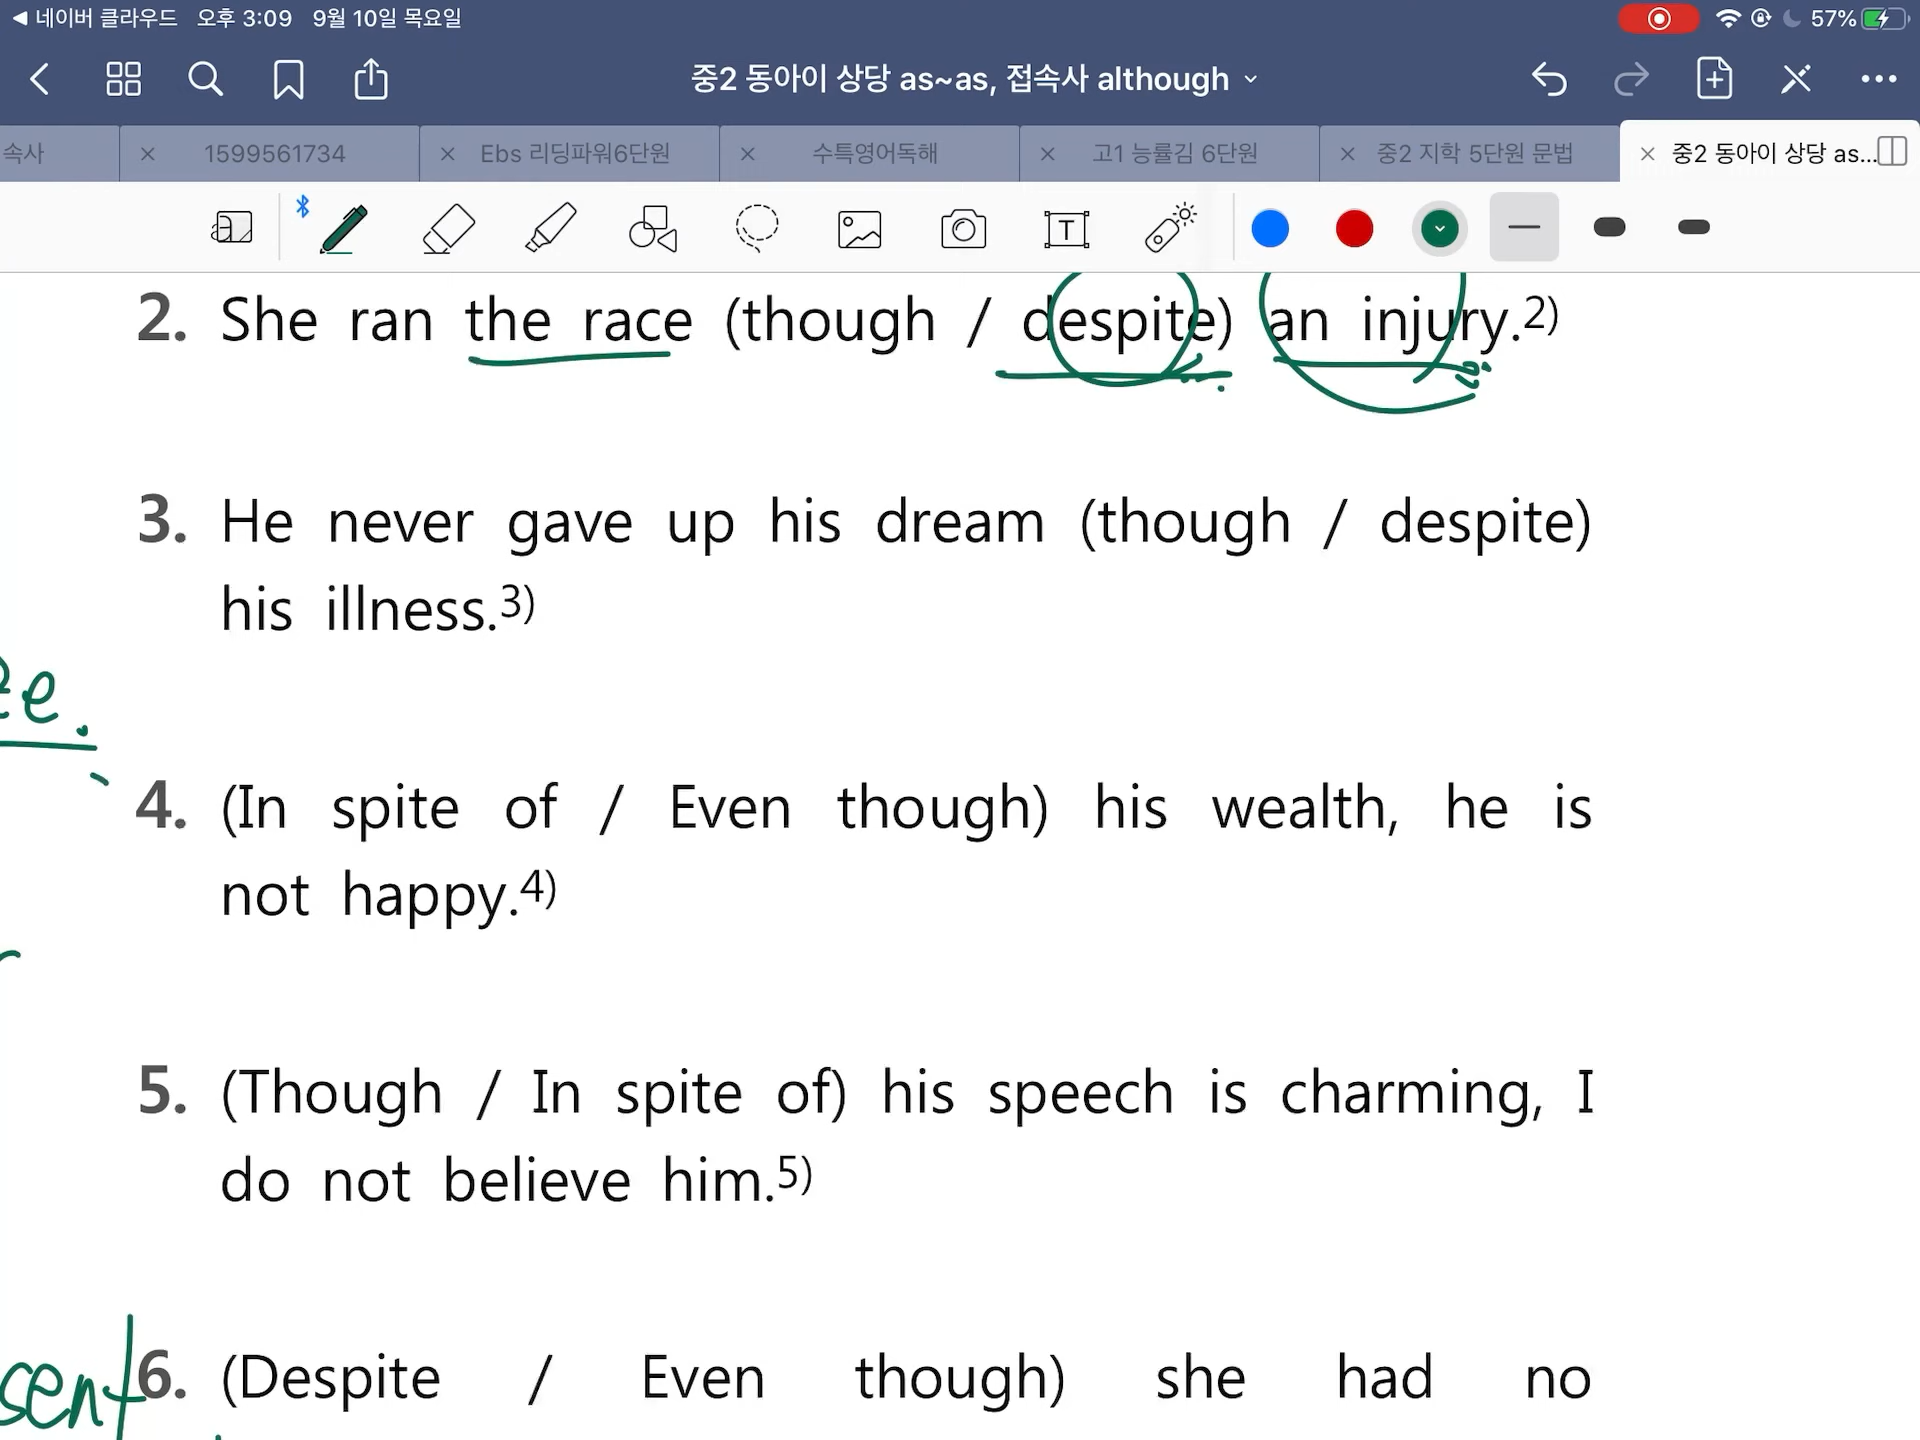 ◀ 네이버 클라우드 오후 3:09 9월 10일 목요일 57%
중2 동아이 상당 as~as, 접속사 although
속사 1599561734 Ebs 리딩파워6단원 수특영어독해 고1 능률김 6단원 중2 지학 5단원 문법 중2 동아이 상당 as...
2. She ran the race (though / despite) an injury.2)
3. He never gave up his dream (though / despite)
his illness.3)
4. (In spite of / Even though) his wealth, he is
not happy.4)
5. (Though / In spite of) his speech is charming, I
do not believe him.5)
sent
6. (Despite / Even though) she had no